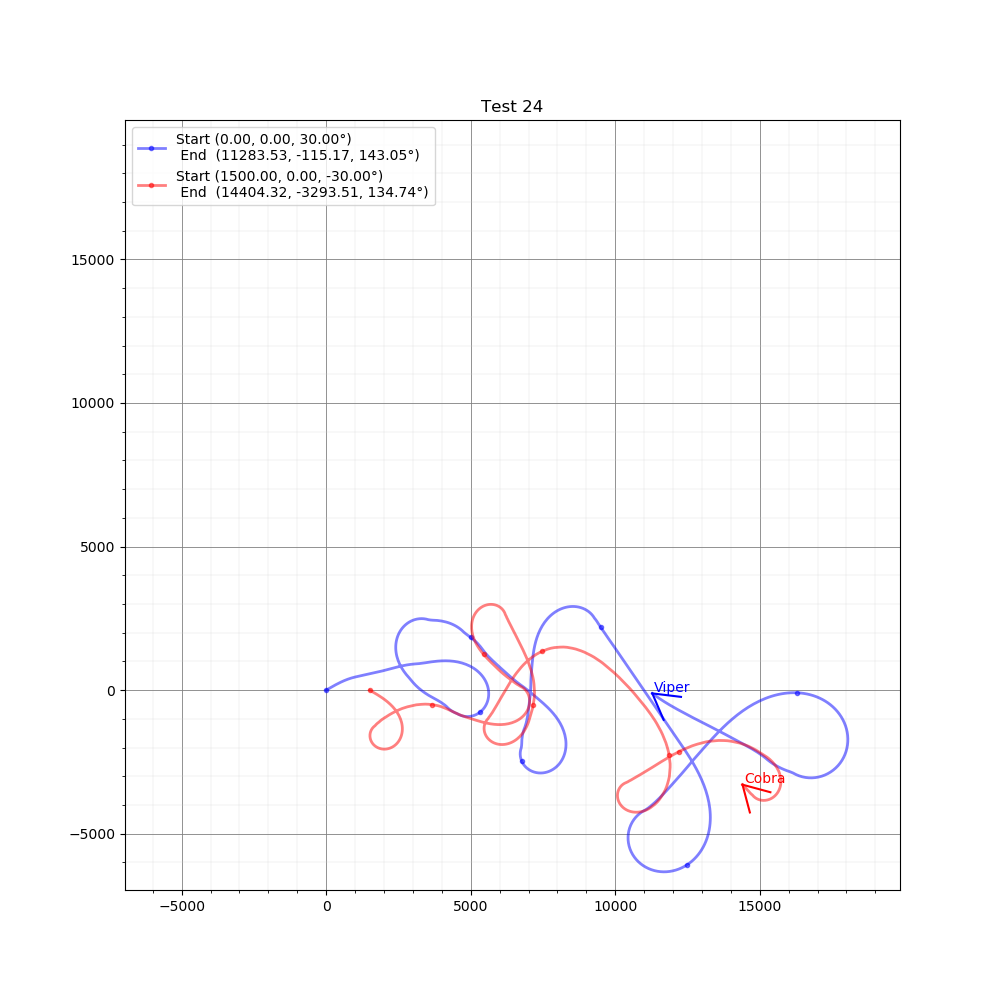 Test 24
Start (0.00, 0.00, 30.00°)
End  (11283.53, -115.17, 143.05°)
Start (1500.00, 0.00, -30.00°)
End  (14404.32, -3293.51, 134.74°)
15000
10000
5000
0
−5000
Viper
Cobra
−5000
0
5000
10000
15000